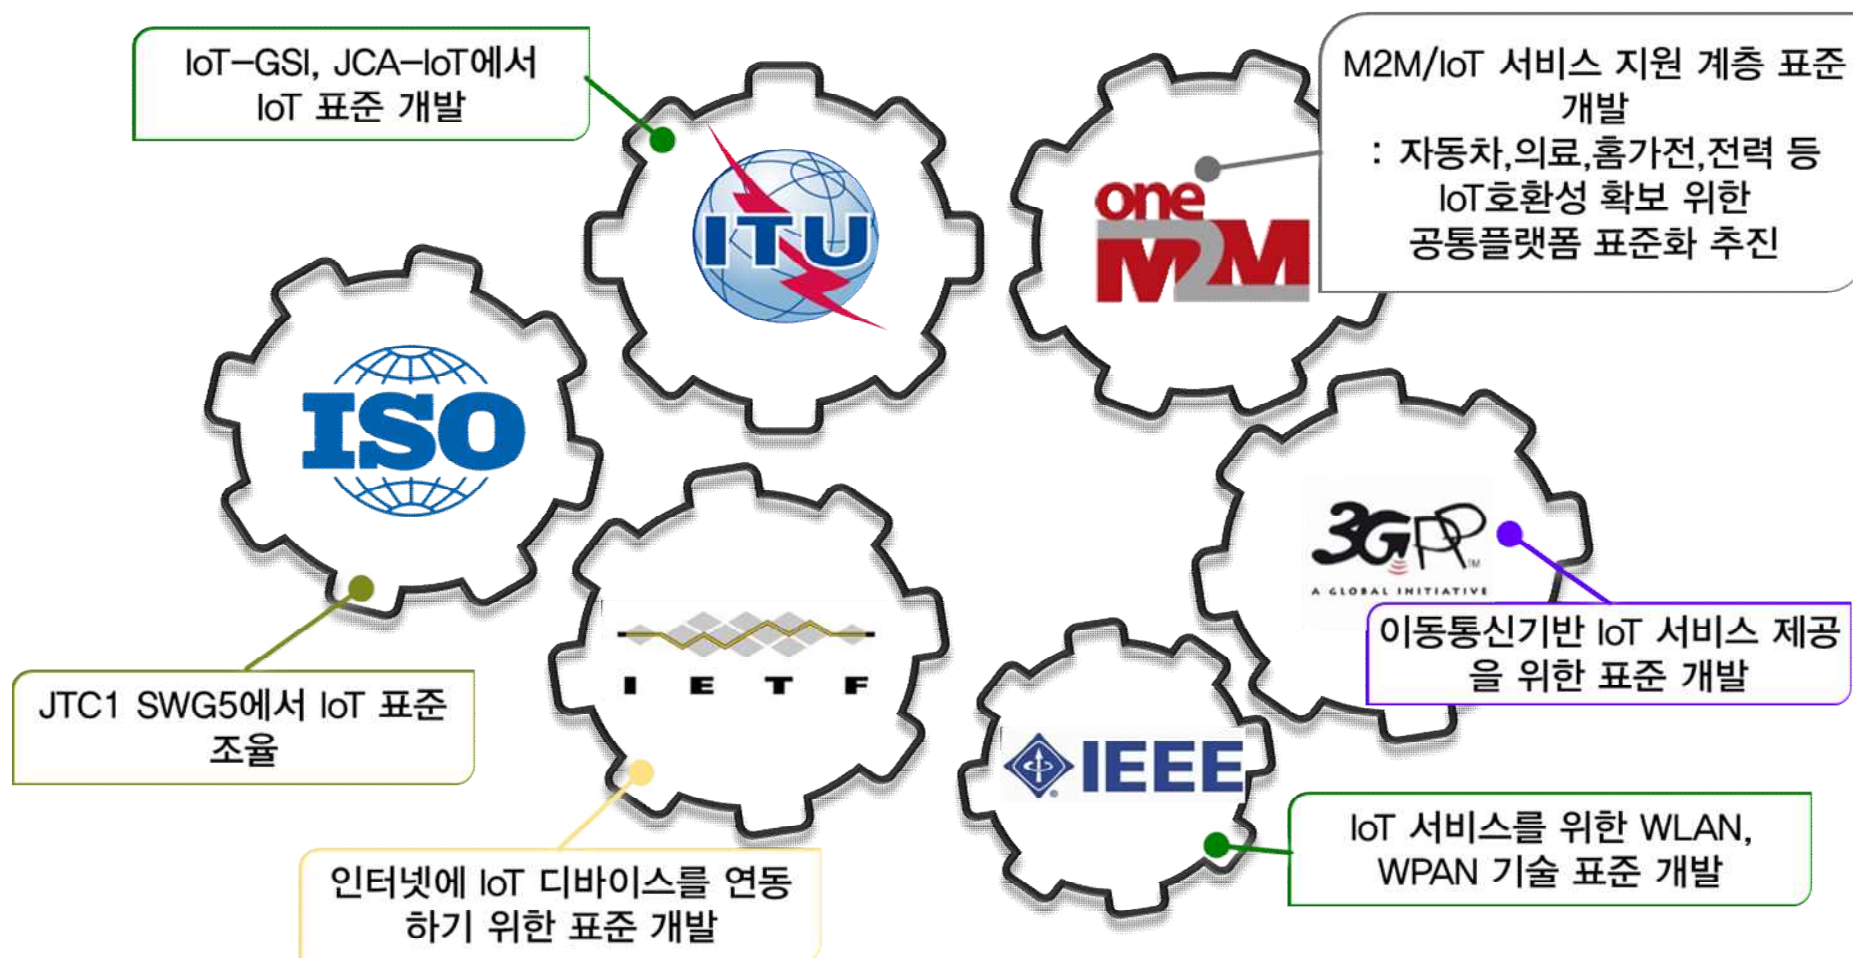 IoT-GSI, JCA-IoT에서
IoT 표준 개발
ITU
one
M2M
M2M/IoT 서비스 지원 계층 표준
개발
: 자동차,의료,홈가전,전력 등
IoT호환성 확보 위한
공통플랫폼 표준화 추진
ISO
JTC1 SWG5에서 IoT 표준
조율
I E T F
인터넷에 IoT 디바이스를 연동
하기 위한 표준 개발
3GPP
TM
A GLOBAL INITIATIVE
이동통신기반 IoT 서비스 제공
을 위한 표준 개발
IEEE
®
IoT 서비스를 위한 WLAN,
WPAN 기술 표준 개발